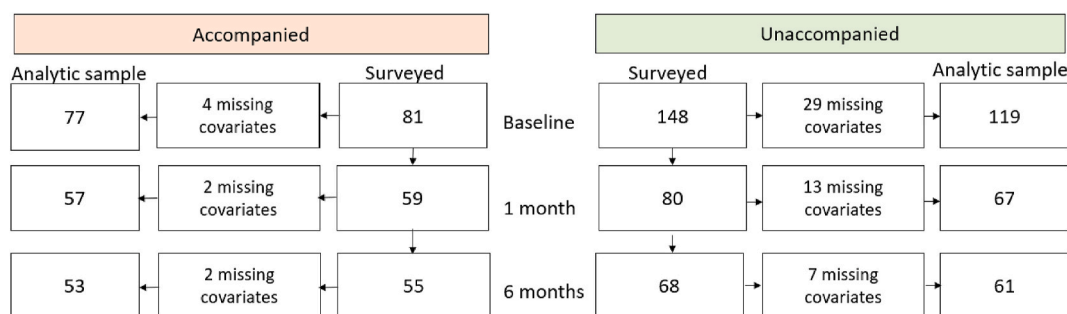 Accompanied
Unaccompanied
Analytic sample
Surveyed
Surveyed
Analytic sample
77
4 missing
covariates
81
Baseline
148
29 missing
covariates
119
57
2 missing
covariates
59
1 month
80
13 missing
covariates
67
53
2 missing
covariates
55
6 months
68
7 missing
covariates
61